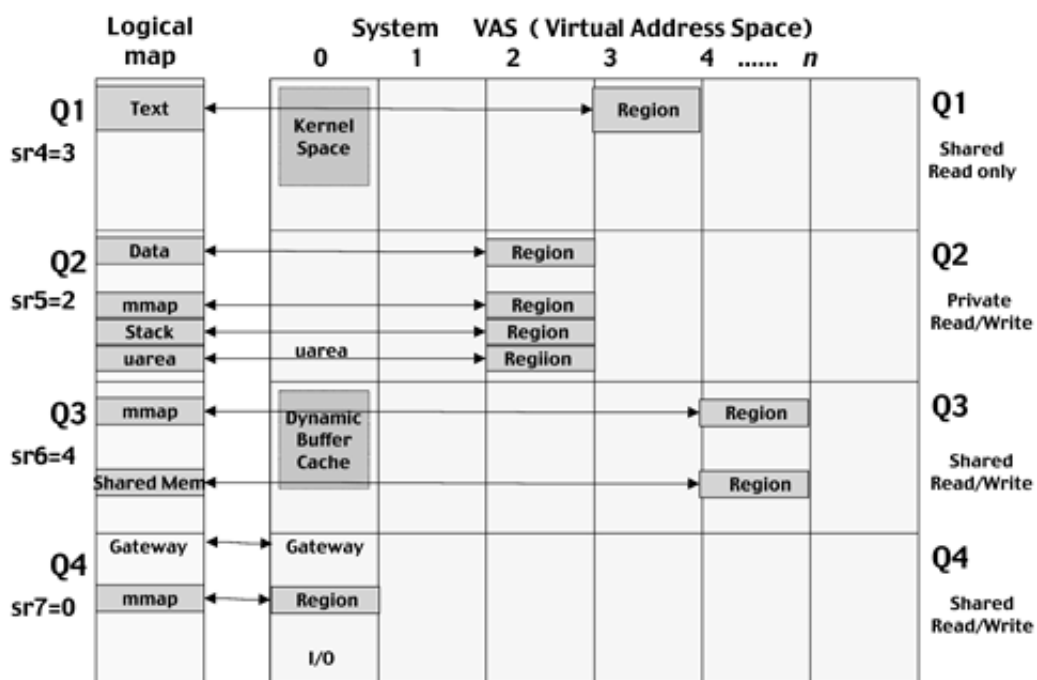 Logical
map
System VAS ( Virtual Address Space)
0 1 2 3 4 ...... n
Q1
sr4=3
Text
Kernel
Space
Region
Q1
Shared
Read only
Q2
sr5=2
Data
Region
mmap
Region
Stack
Region
uarea
uarea
Regiion
Q2
Private
Read/Write
Q3
sr6=4
mmap
Dynamic
Buffer
Cache
Region
Shared Mem
Region
Q3
Shared
Read/Write
Q4
sr7=0
Gateway
Gateway
mmap
Region
I/O
Q4
Shared
Read/Write